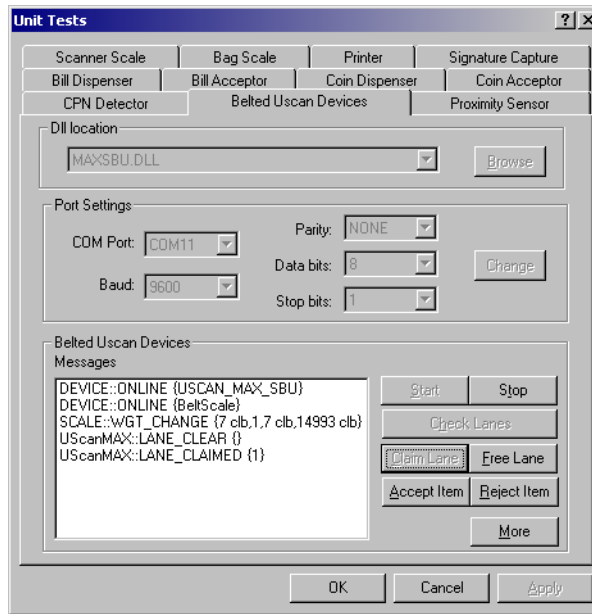 Unit Tests
Scanner Scale Bag Scale Printer Signature Capture
Bill Dispenser Bill Acceptor Coin Dispenser Coin Acceptor
CPN Detector Belted Uscan Devices Proximity Sensor
Dll location
MAXSBU.DLL Browse
Port Settings
COM Port: COM11 Parity: NONE
Data bits: 8 Change
Baud: 9600
Stop bits: 1
Belted Uscan Devices
Messages
DEVICE::ONLINE {USCAN_MAX_SBU}
DEVICE::ONLINE {BeltScale}
SCALE::WGT_CHANGE {7 clb,1,7 clb,14993 clb}
UScanMAX::LANE_CLEAR {}
UScanMAX::LANE_CLAIMED {1}
Start Stop
Check Lanes
Claim Lane Free Lane
Accept Item Reject Item
More
OK Cancel Apply